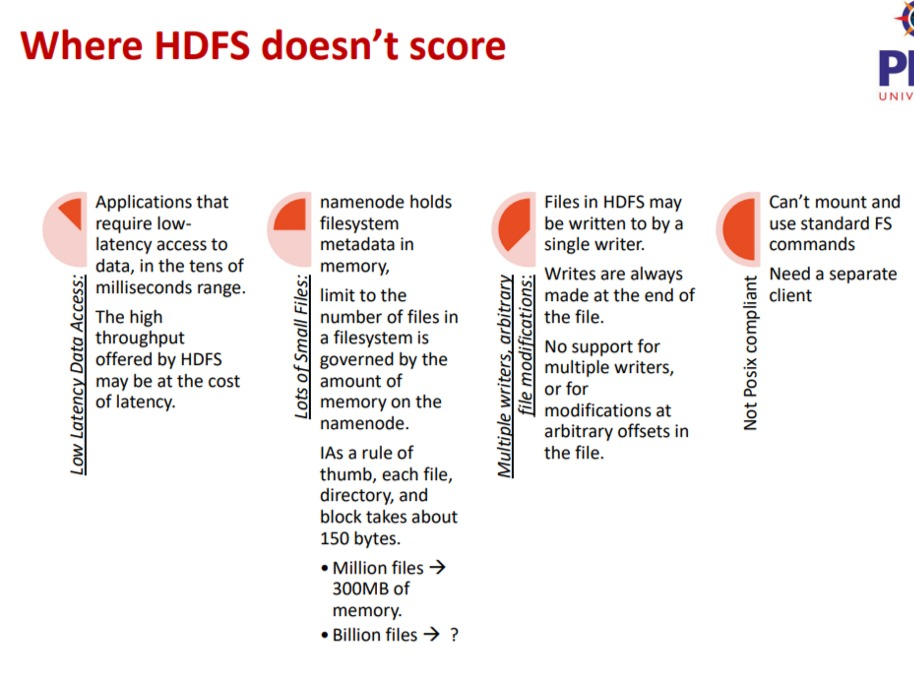 Where HDFS doesn't score
UNIV
Low Latency Data Access:
Applications that
require low-
latency access to
data, in the tens of
milliseconds range.
The high
throughput
offered by HDFS
may be at the cost
of latency.
Lots of Small Files:
namenode holds
filesystem
metadata in
memory,
limit to the
number of files in
a filesystem is
governed by the
amount of
memory on the
namenode.
IAs a rule of
thumb, each file,
directory, and
block takes about
150 bytes.
• Million files →
300MB of
memory.
• Billion files → ?
Multiple writers, arbitrary
file modifications:
Files in HDFS may
be written to by a
single writer.
Writes are always
made at the end of
the file.
No support for
multiple writers,
or for
modifications at
arbitrary offsets in
the file.
Not Posix compliant
Can't mount and
use standard FS
commands
Need a separate
client